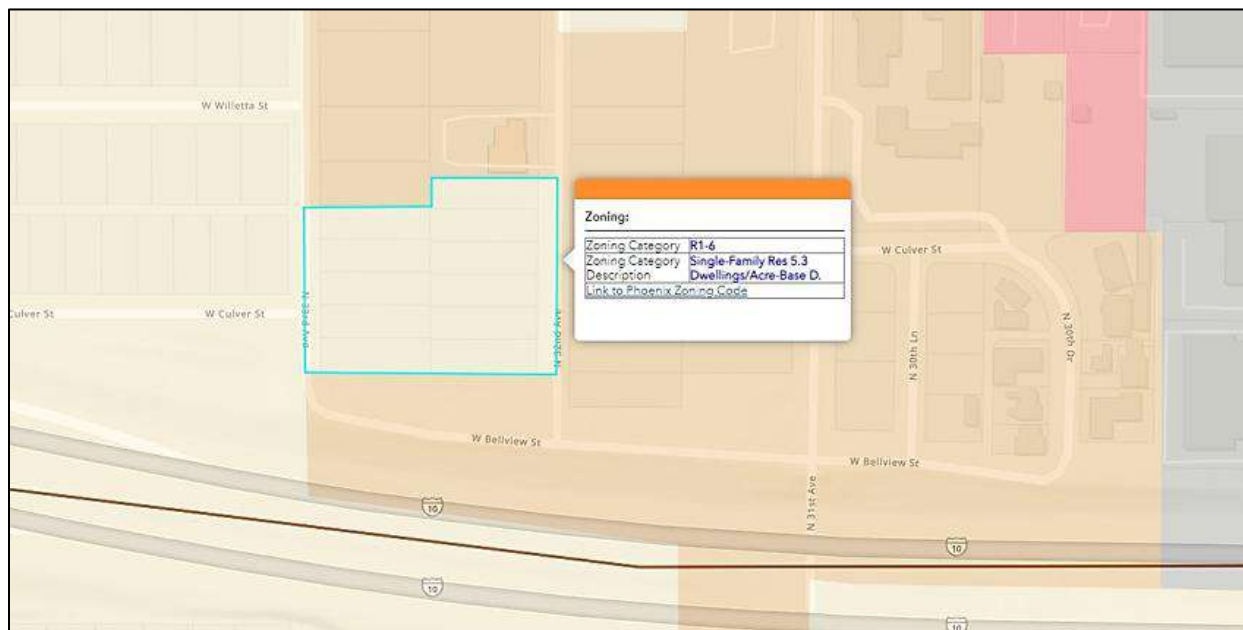 W Willetta St
Zoning:
Zoning Category R1-6
Zoning Category Single-Family Res 5.3
Description Dwellings/Acre-Base D.
Link to Phoenix Zoning Code
W Culver St
Culver St
W Culver St
N 33rd Ave
N 32nd Ave
N 30th Ln
N 30th Dr
W Bellview St
W Bellview St
N 31st Ave
10
10
10
10